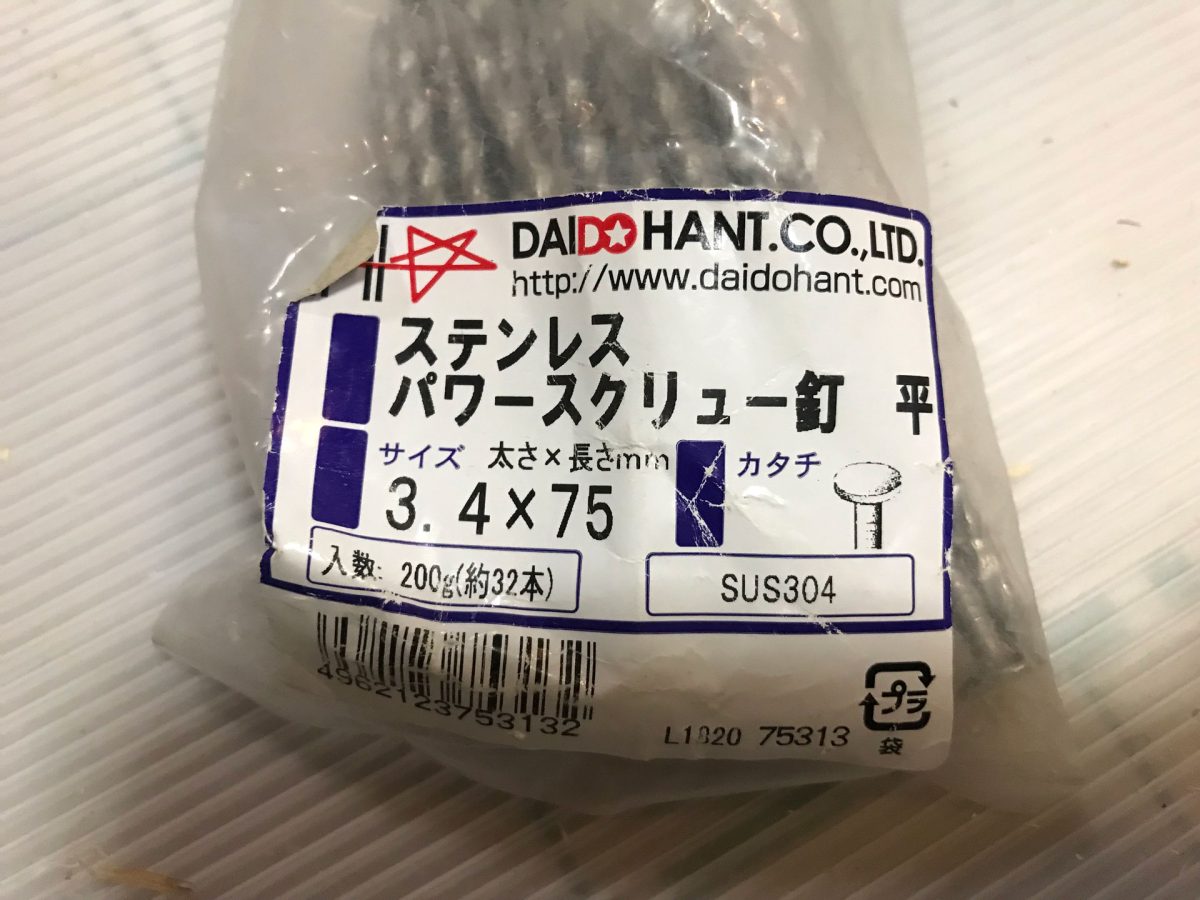 DAIDOHANT.CO.,LTD.
http://www.daidohant.com
ステンレス
パワースクリュー釘 平
サイズ 太さ×長さmm
3.4×75
カタチ
入数: 200g(約32本)
SUS304
4962123753132
L1820 75313
プラ
袋